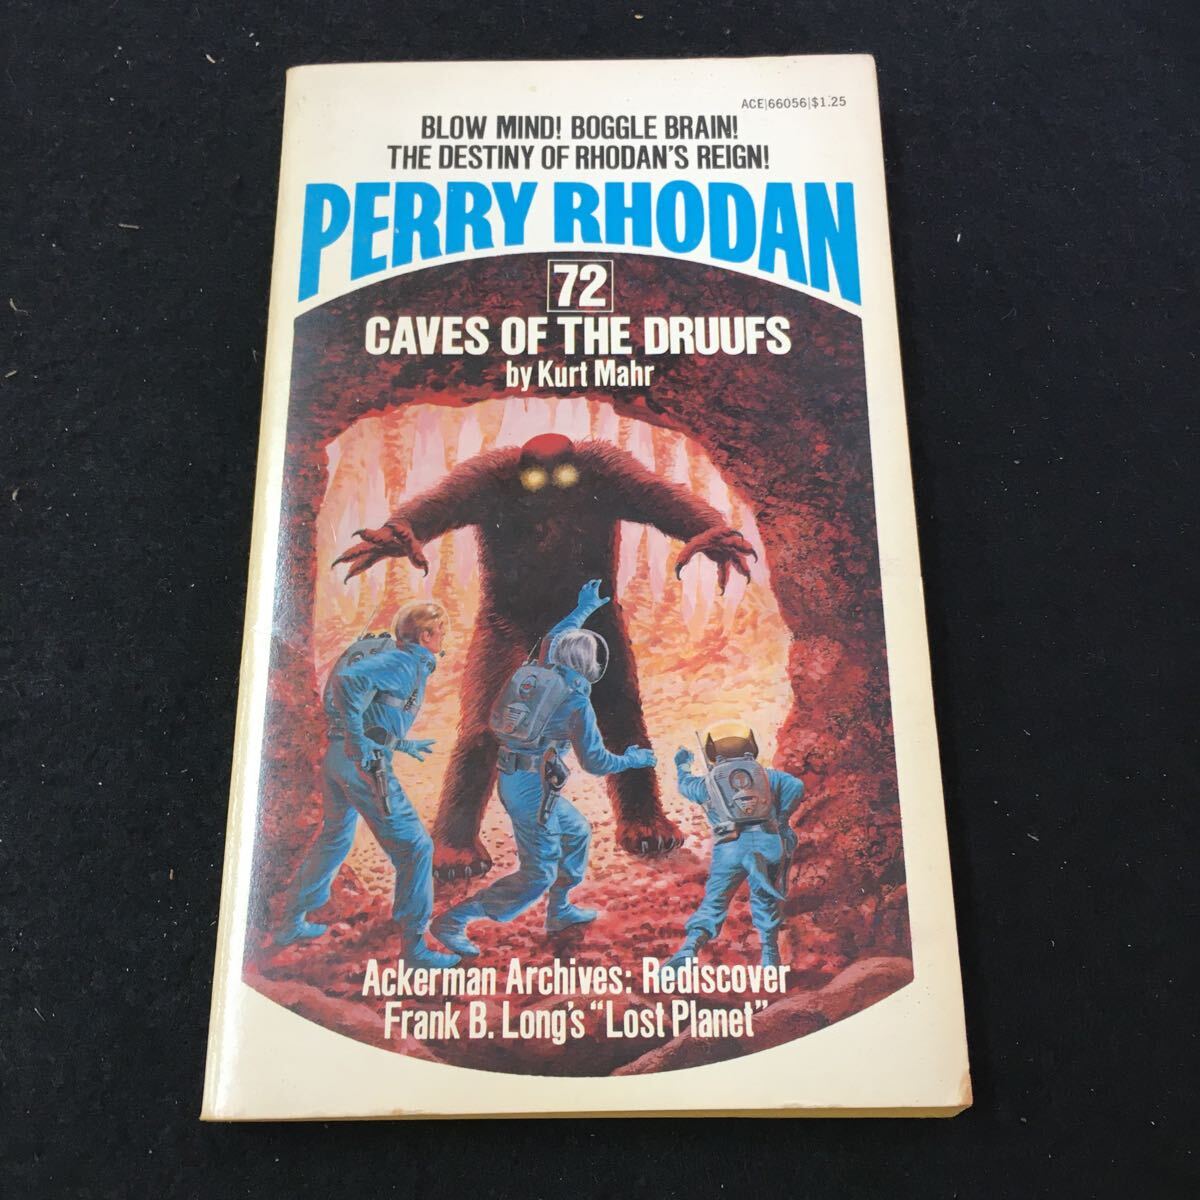 ACE|66056|$1.25
BLOW MIND! BOGGLE BRAIN!
THE DESTINY OF RHODAN'S REIGN!
PERRY RHODAN
72
CAVES OF THE DRUUFS
by Kurt Mahr
Ackerman Archives: Rediscover
Frank B. Long's "Lost Planet"